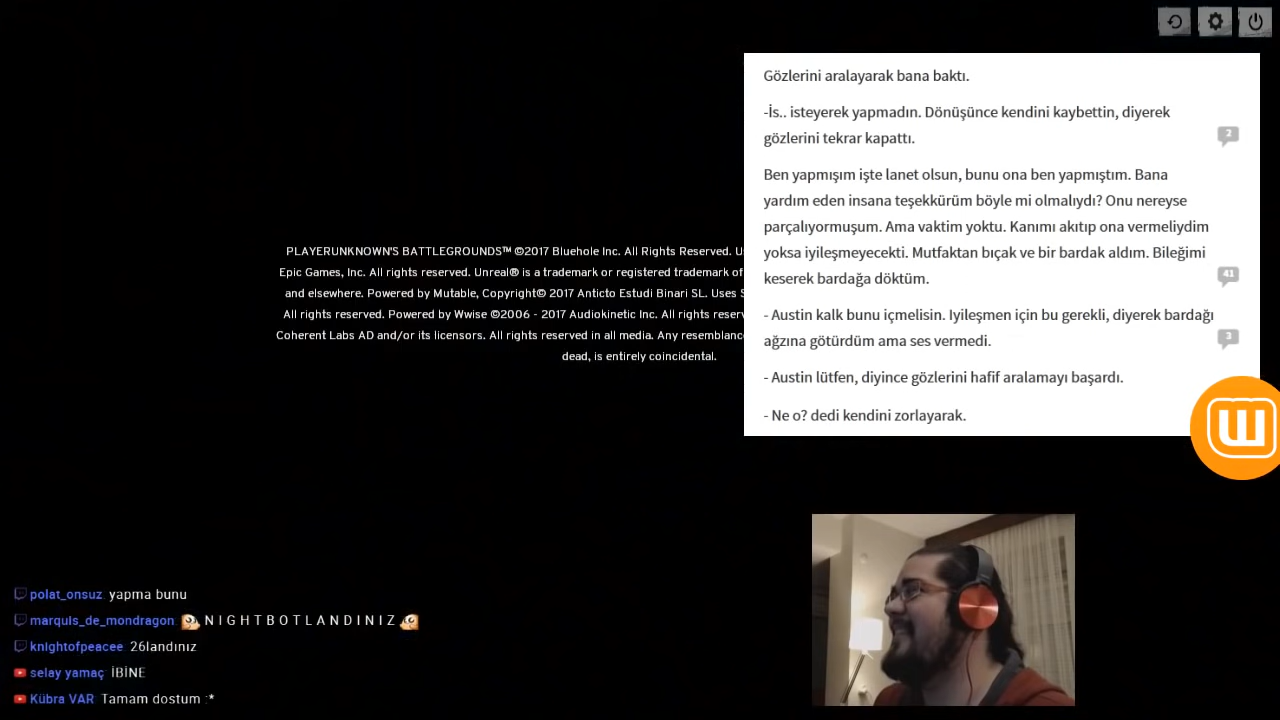 Gözlerini aralayarak bana baktı.
-İs.. isteyerek yapmadın. Dönüşünce kendini kaybettin, diyerek
gözlerini tekrar kapattı.
2
Ben yapmışım işte lanet olsun, bunu ona ben yapmıştım. Bana
yardım eden insana teşekkürüm böyle mi olmalıydı? Onu nereyse
parçalıyormuşum. Ama vaktim yoktu. Kanımı akıtıp ona vermeliydim
yoksa iyileşmeyecekti. Mutfaktan bıçak ve bir bardak aldım. Bileğimi
keserek bardağa döktüm.
41
- Austin kalk bunu içmelisin. Iyileşmen için bu gerekli, diyerek bardağı
ağzına götürdüm ama ses vermedi.
3
- Austin lütfen, diyince gözlerini hafif aralamayı başardı.
- Ne o? dedi kendini zorlayarak.
PLAYERUNKNOWN'S BATTLEGROUNDS™ ©2017 Bluehole Inc. All Rights Reserved.
Epic Games, Inc. All rights reserved. Unreal® is a trademark or registered trademark of
and elsewhere. Powered by Mutable, Copyright© 2017 Anticto Estudi Binari SL. Uses
All rights reserved. Powered by Wwise ©2006 - 2017 Audiokinetic Inc. All rights
Coherent Labs AD and/or its licensors. All rights reserved in all media. Any
dead, is entirely coincidental.
polat_onsuz: yapma bunu
marquis_de_mondragon: N I G H T B O T L A N D I N I Z
knightofpeacee: 26landınız
selay yamaç: İBİNE
Kübra VAR: Tamam dostum :*